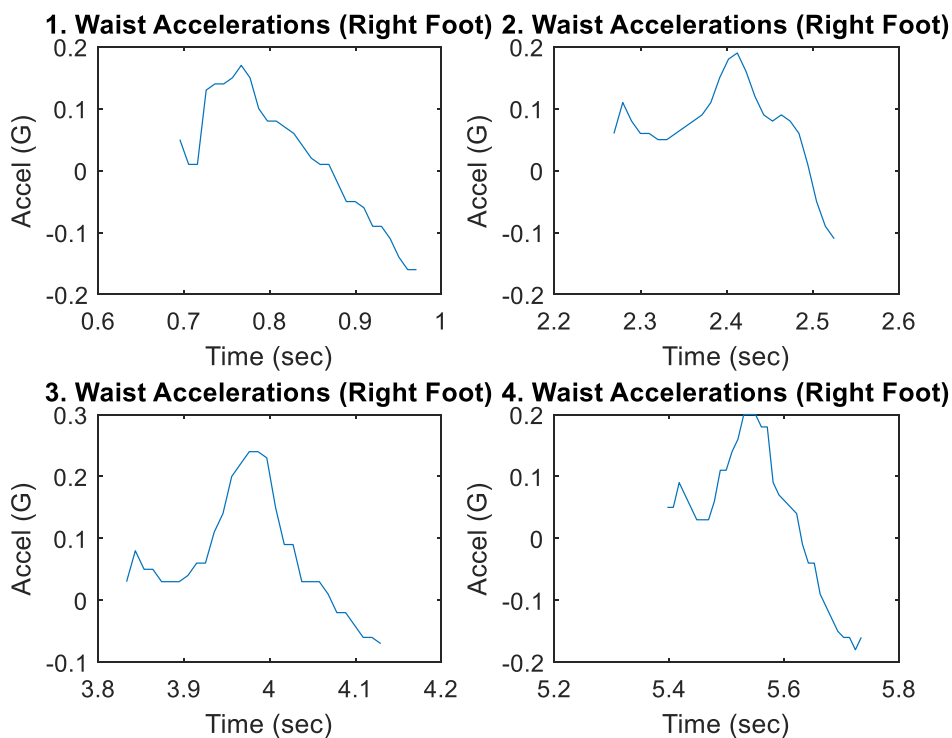 1. Waist Accelerations (Right Foot)
0.2
0.1
0
-0.1
-0.2
Accel (G)
0.6 0.7 0.8 0.9 1
Time (sec)
2. Waist Accelerations (Right Foot)
0.2
0.1
0
-0.1
-0.2
Accel (G)
2.2 2.3 2.4 2.5 2.6
Time (sec)
3. Waist Accelerations (Right Foot)
0.3
0.2
0.1
0
-0.1
Accel (G)
3.8 3.9 4 4.1 4.2
Time (sec)
4. Waist Accelerations (Right Foot)
0.2
0.1
0
-0.1
-0.2
Accel (G)
5.2 5.4 5.6 5.8
Time (sec)